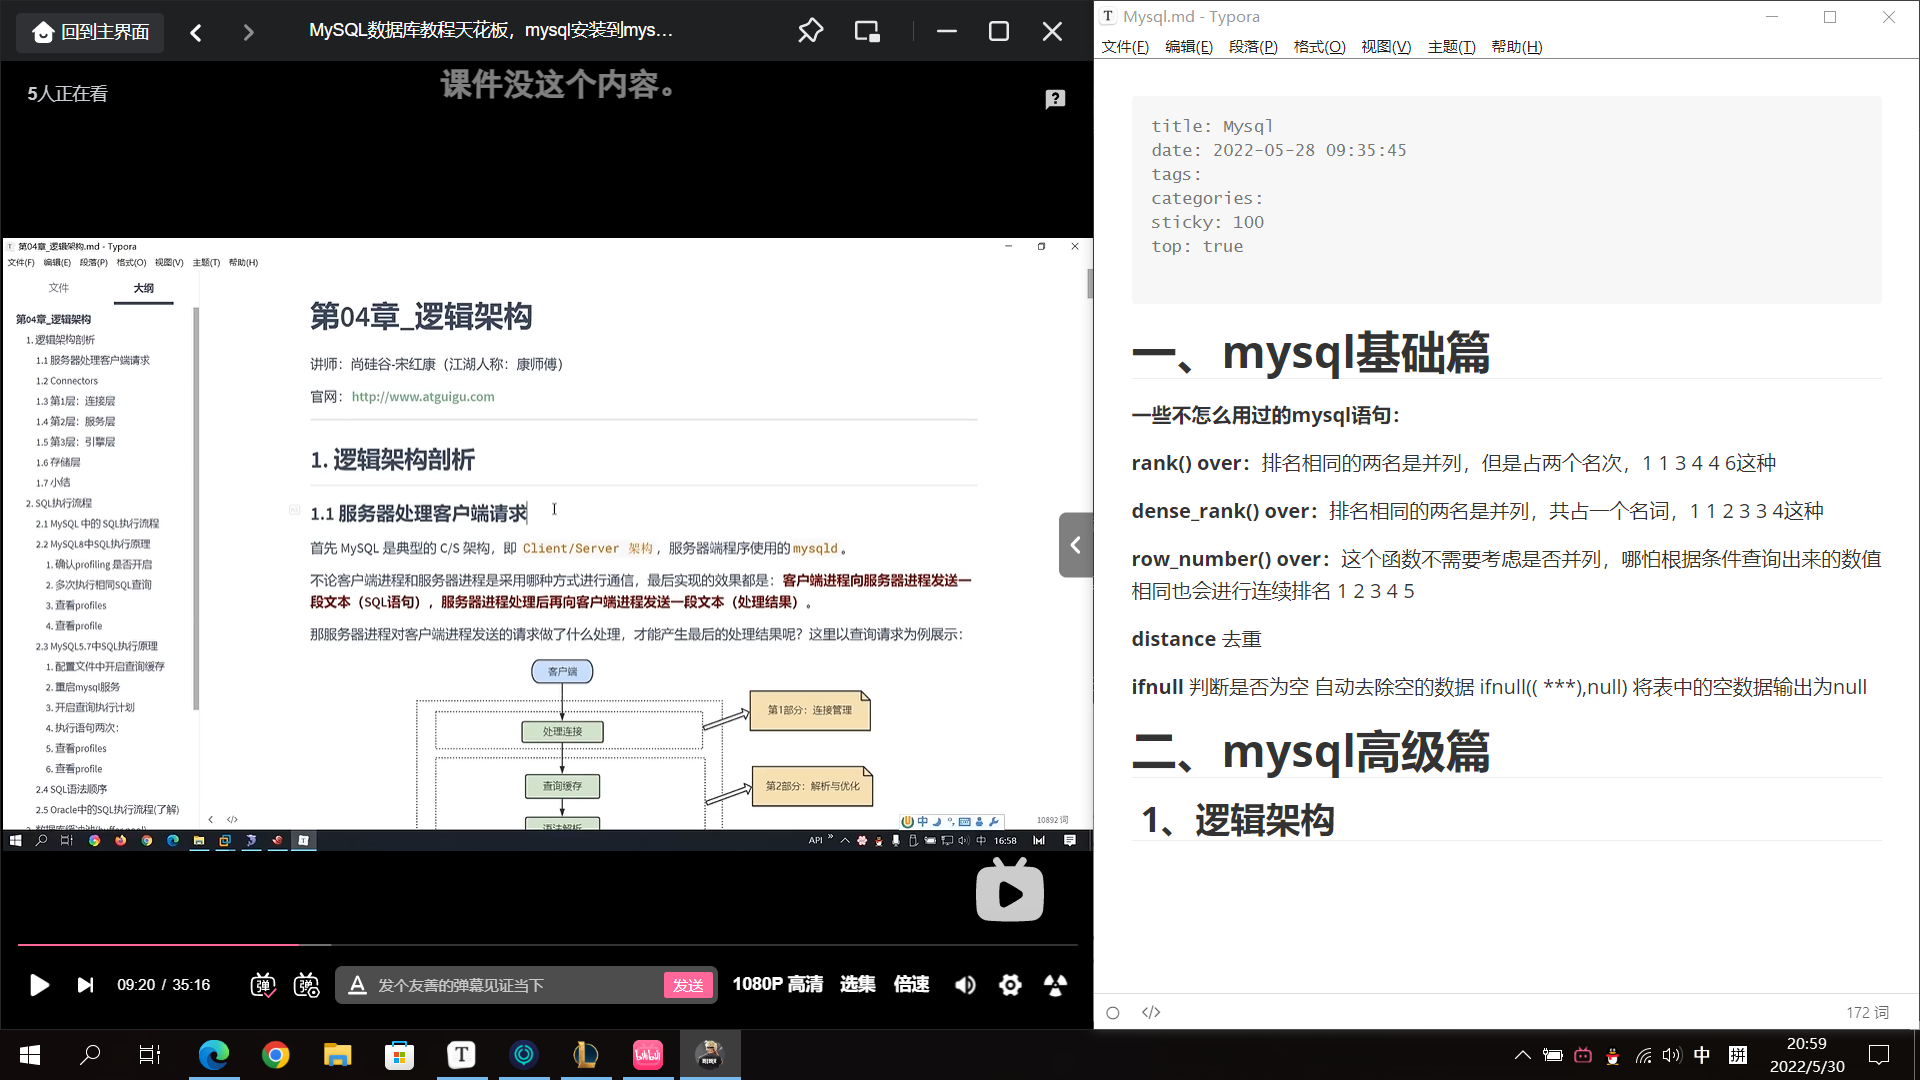 回到主界面
MySQL数据库教程天花板，mysql安装到mys…
5人正在看
课件没这个内容。
第04章_逻辑架构.md - Typora
文件(F) 编辑(E) 段落(P) 格式(O) 视图(V) 主题(T) 帮助(H)
文件 大纲
第04章_逻辑架构
1. 逻辑架构剖析
1.1 服务器处理客户端请求
1.2 Connectors
1.3 第1层：连接层
1.4 第2层：服务层
1.5 第3层：引擎层
1.6 存储层
1.7 小结
2. SQL执行流程
2.1 MySQL 中的 SQL执行流程
2.2 MySQL8中SQL执行原理
1. 确认profiling 是否开启
2. 多次执行相同SQL查询
3. 查看profiles
4. 查看profile
2.3 MySQL5.7中SQL执行原理
1. 配置文件中开启查询缓存
2. 重启mysql服务
3. 开启查询执行计划
4. 执行语句两次：
5. 查看profiles
6. 查看profile
2.4 SQL语法顺序
2.5 Oracle中的SQL执行流程(了解)
第04章_逻辑架构
讲师：尚硅谷-宋红康（江湖人称：康师傅）
官网：http://www.atguigu.com
1. 逻辑架构剖析
1.1 服务器处理客户端请求
首先 MySQL 是典型的 C/S 架构，即 Client/Server 架构，服务器端程序使用的 mysqld。
不论客户端进程和服务器进程是采用哪种方式进行通信，最后实现的效果都是：客户端进程向服务器进程发送一
段文本（SQL语句），服务器进程处理后再向客户端进程发送一段文本（处理结果）。
那服务器进程对客户端进程发送的请求做了什么处理，才能产生最后的处理结果呢？这里以查询请求为例展示：
客户端
处理连接
第1部分：连接管理
查询缓存
第2部分：解析与优化
语法解析
中
10892 词
API 中 16:58
09:20 / 35:16
弹 弹
发个友善的弹幕见证当下
发送
1080P 高清 选集 倍速
Mysql.md - Typora
文件(F) 编辑(E) 段落(P) 格式(O) 视图(V) 主题(T) 帮助(H)
title: Mysql
date: 2022-05-28 09:35:45
tags:
categories:
sticky: 100
top: true
一、mysql基础篇
一些不怎么用过的mysql语句：
rank() over：排名相同的两名是并列，但是占两个名次，1 1 3 4 4 6这种
dense_rank() over：排名相同的两名是并列，共占一个名词，1 1 2 3 3 4这种
row_number() over：这个函数不需要考虑是否并列，哪怕根据条件查询出来的数值
相同也会进行连续排名 1 2 3 4 5
distance 去重
ifnull 判断是否为空 自动去除空的数据 ifnull(( ***),null) 将表中的空数据输出为null
二、mysql高级篇
1、逻辑架构
172 词
bilibili
中 拼
20:59
2022/5/30